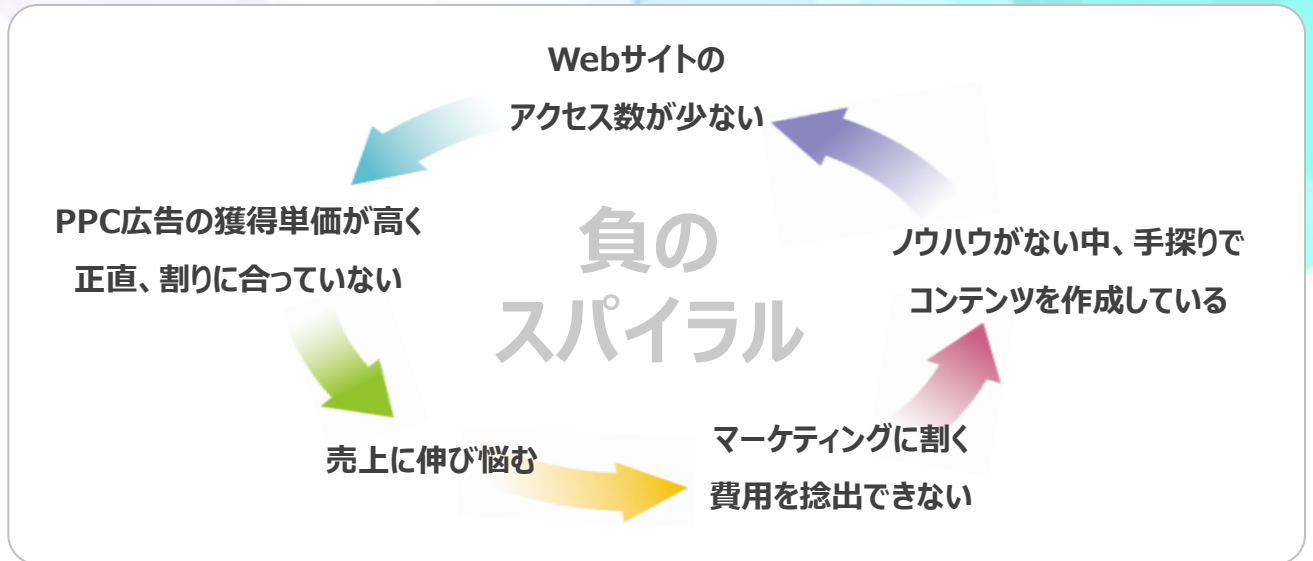 Webサイトの
アクセス数が少ない
PPC広告の獲得単価が高く
正直、割りに合っていない
売上に伸び悩む
マーケティングに割く
費用を捻出できない
ノウハウがない中、手探りで
コンテンツを作成している
負の
スパイラル